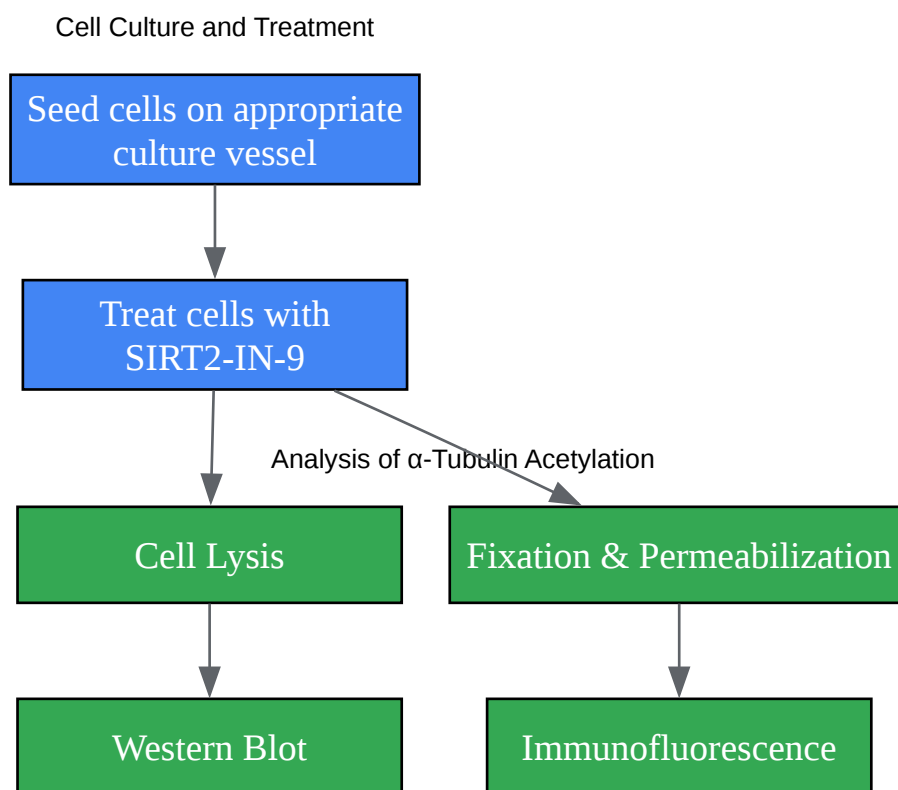 Cell Culture and Treatment
Seed cells on appropriate
culture vessel
Treat cells with
SIRT2-IN-9
Analysis of α-Tubulin Acetylation
Cell Lysis
Fixation & Permeabilization
Western Blot
Immunofluorescence